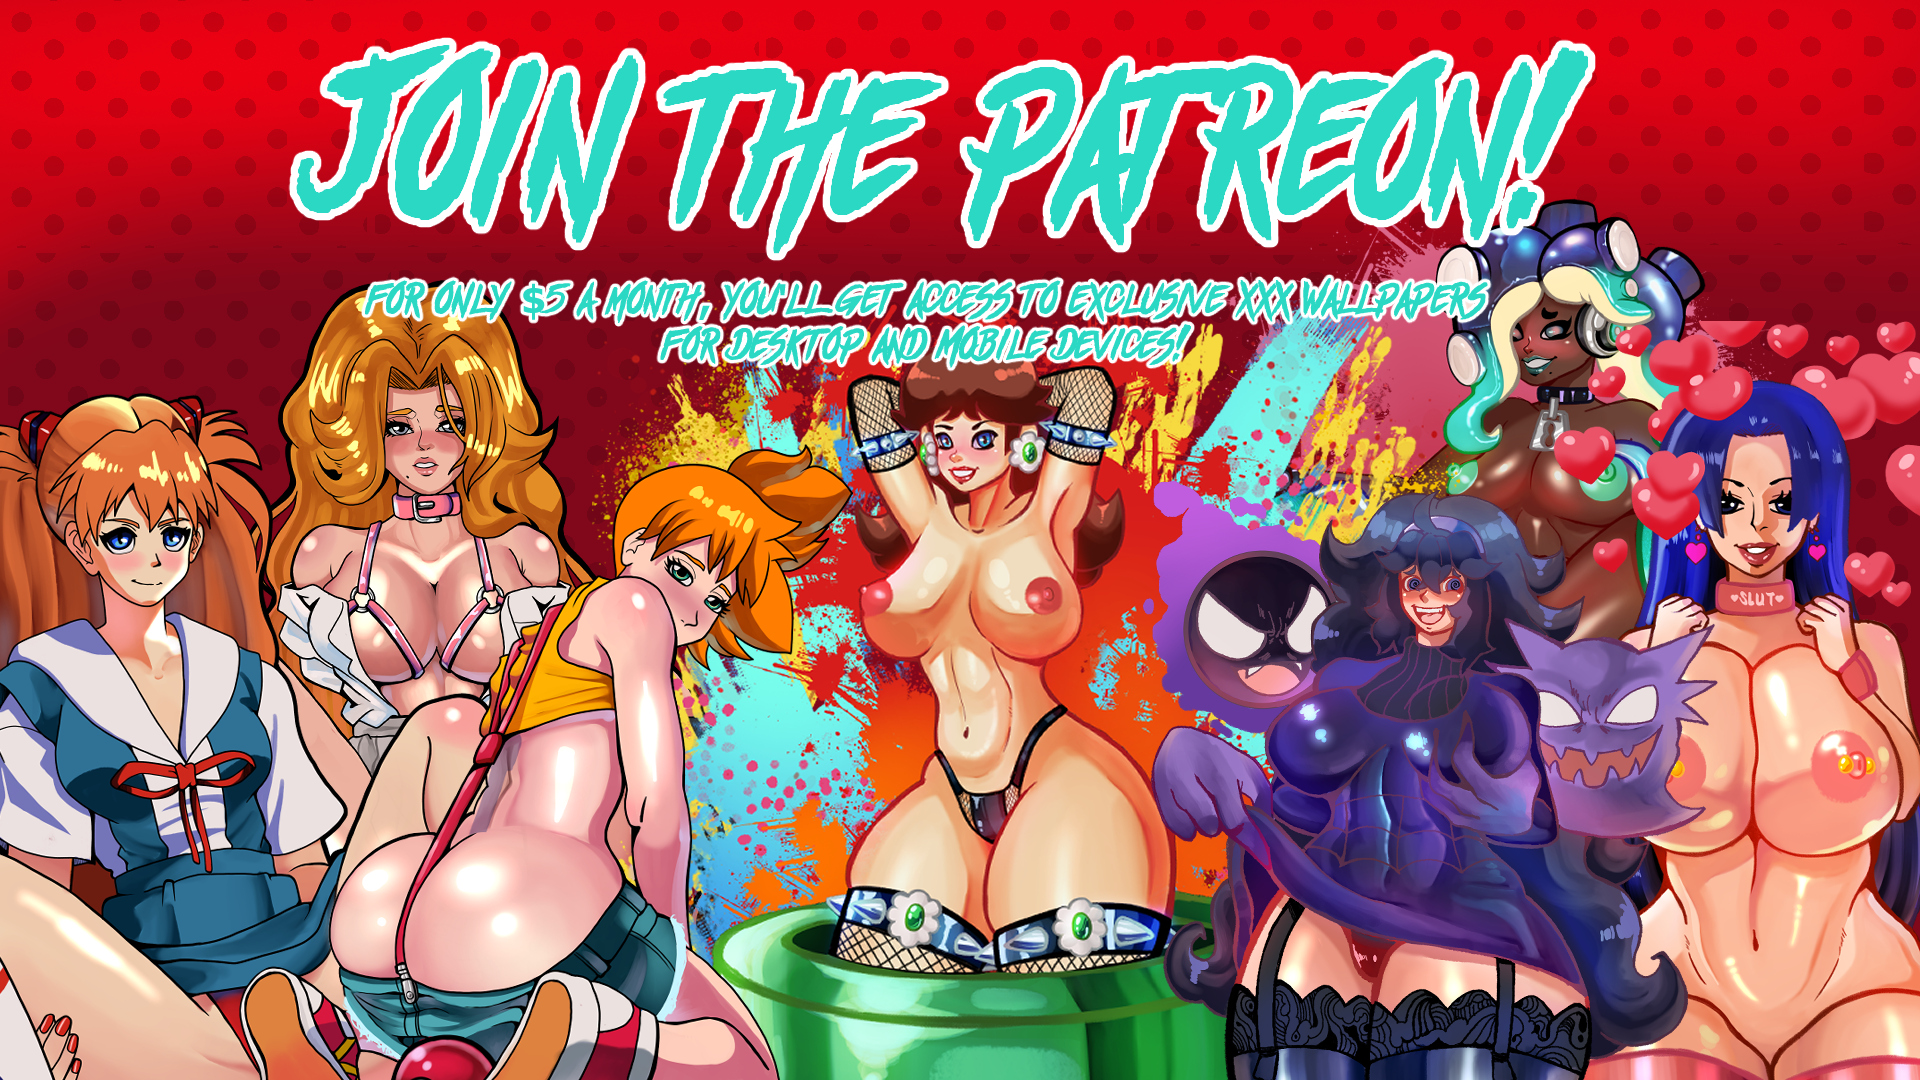 JOIN THE PATREON!
FOR ONLY $5 A MONTH, YOU'LL GET ACCESS TO EXCLUSIVE XXX WALLPAPERS
FOR DESKTOP AND MOBILE DEVICES!
♥SLUT♥